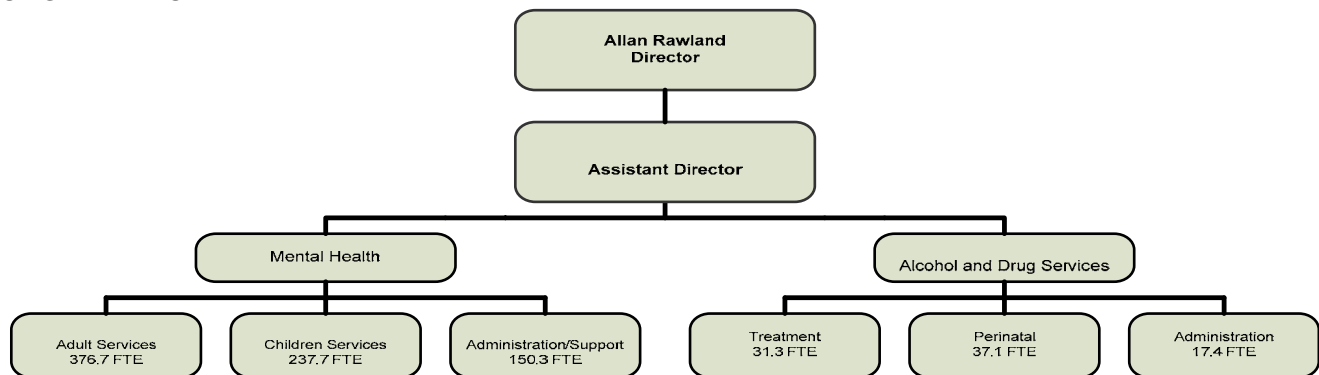 Allan Rawland
Director
Assistant Director
Mental Health
Alcohol and Drug Services
Adult Services
376.7 FTE
Children Services
237.7 FTE
Administration/Support
150.3 FTE
Treatment
31.3 FTE
Perinatal
37.1 FTE
Administration
17.4 FTE